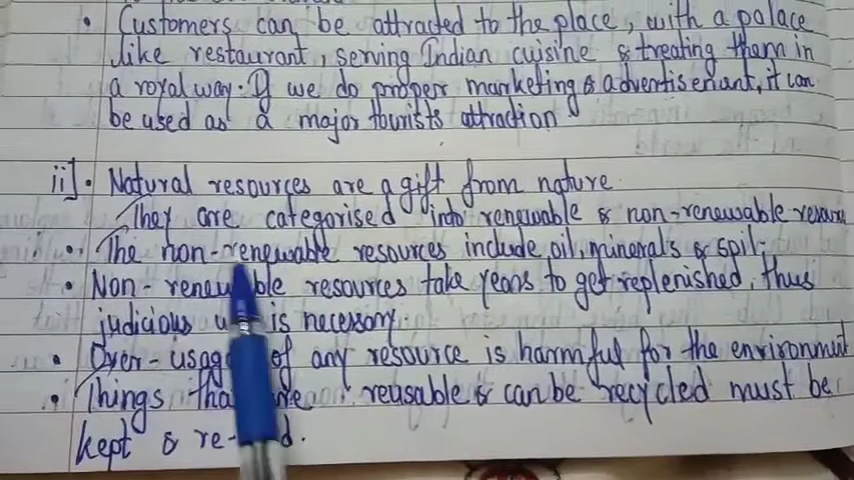 • Customers can be attracted to the place, with a palace
like restaurant, serving Indian cuisine & treating them in
a royal way. If we do proper marketing & advertisement, it can
be used as a major tourists attraction
ii]. Natural resources are a gift from nature.
They are categorised into renewable & non-renewable
• The non-renewable resources include oil, minerals & soil.
• Non-renewable resources take years to get replenished, thus
judicious is necessary.
• Over-usage of any resource is harmful for the environment
• Things reusable & can be recycled must be
kept &